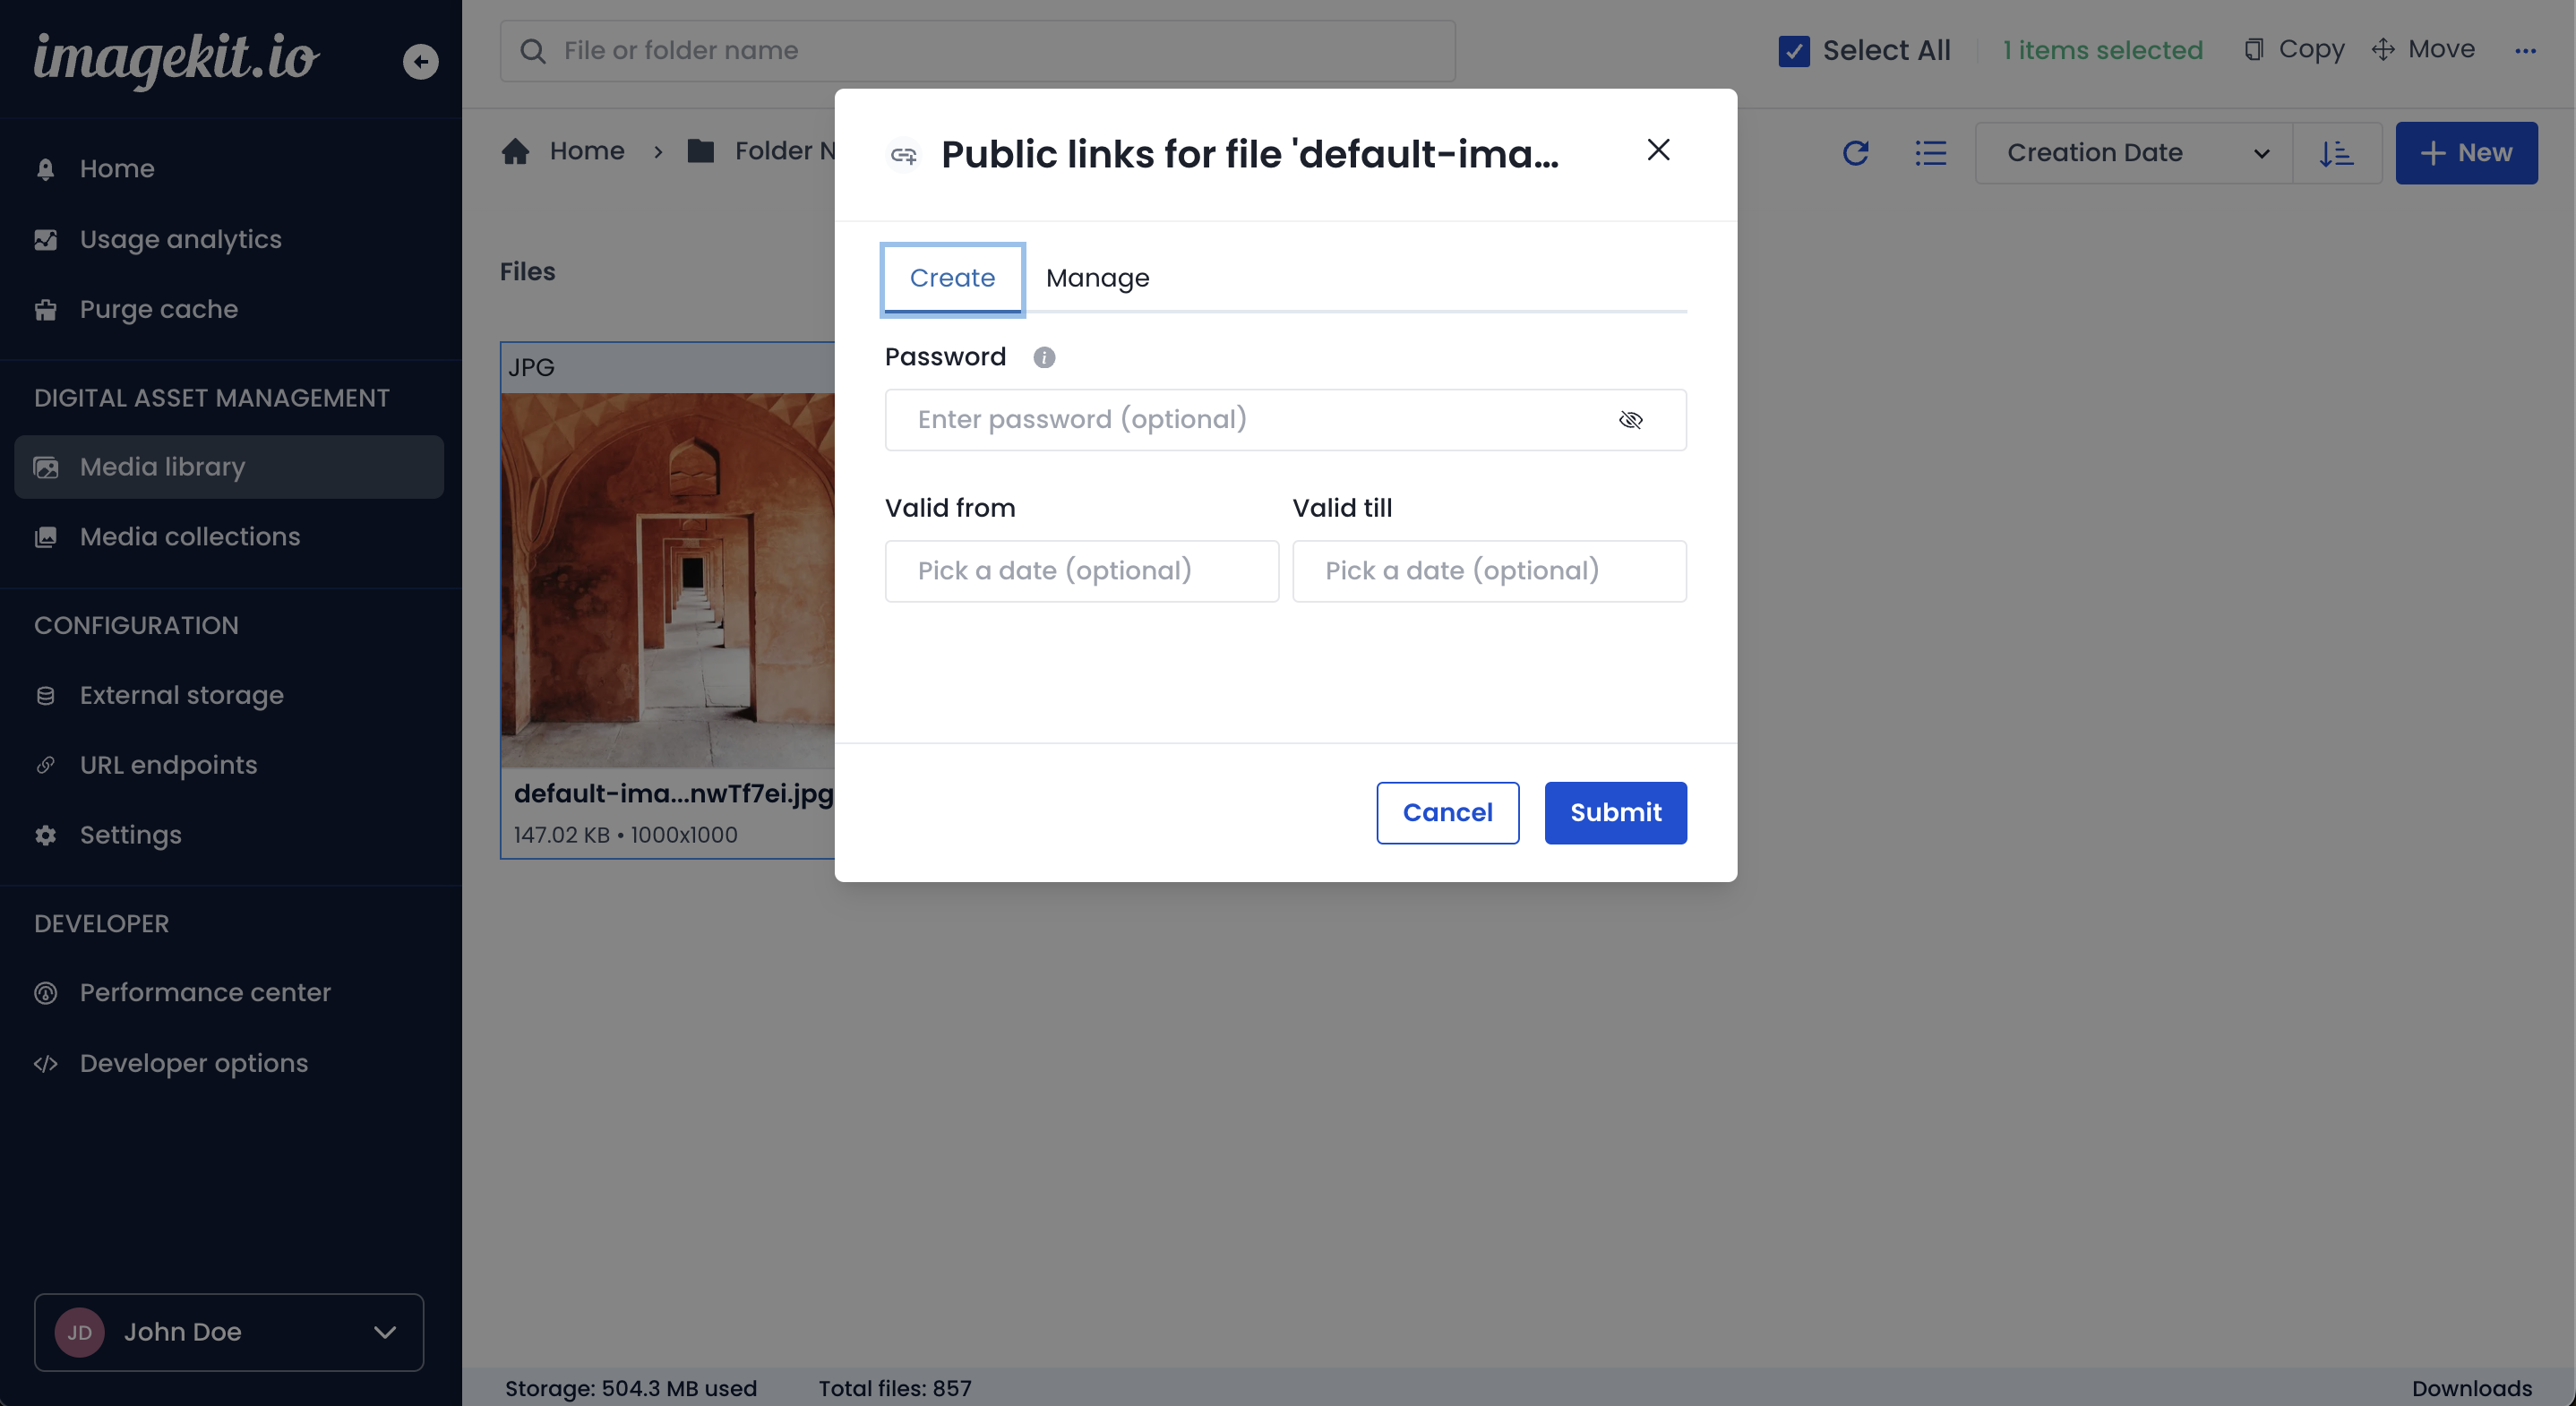 imagekit.io
Home
Usage analytics
Purge cache
DIGITAL ASSET MANAGEMENT
Media library
Media collections
CONFIGURATION
External storage
URL endpoints
Settings
DEVELOPER
Performance center
Developer options
JD John Doe
File or folder name
Select All
1 items selected
Copy
Move
Home
Folder N
Creation Date
New
Files
JPG
default-ima...nwTf7ei.jpg
147.02 KB • 1000x1000
Public links for file 'default-ima...
Create Manage
Password
Enter password (optional)
Valid from Valid till
Pick a date (optional) Pick a date (optional)
Cancel Submit
Storage: 504.3 MB used Total files: 857 Downloads